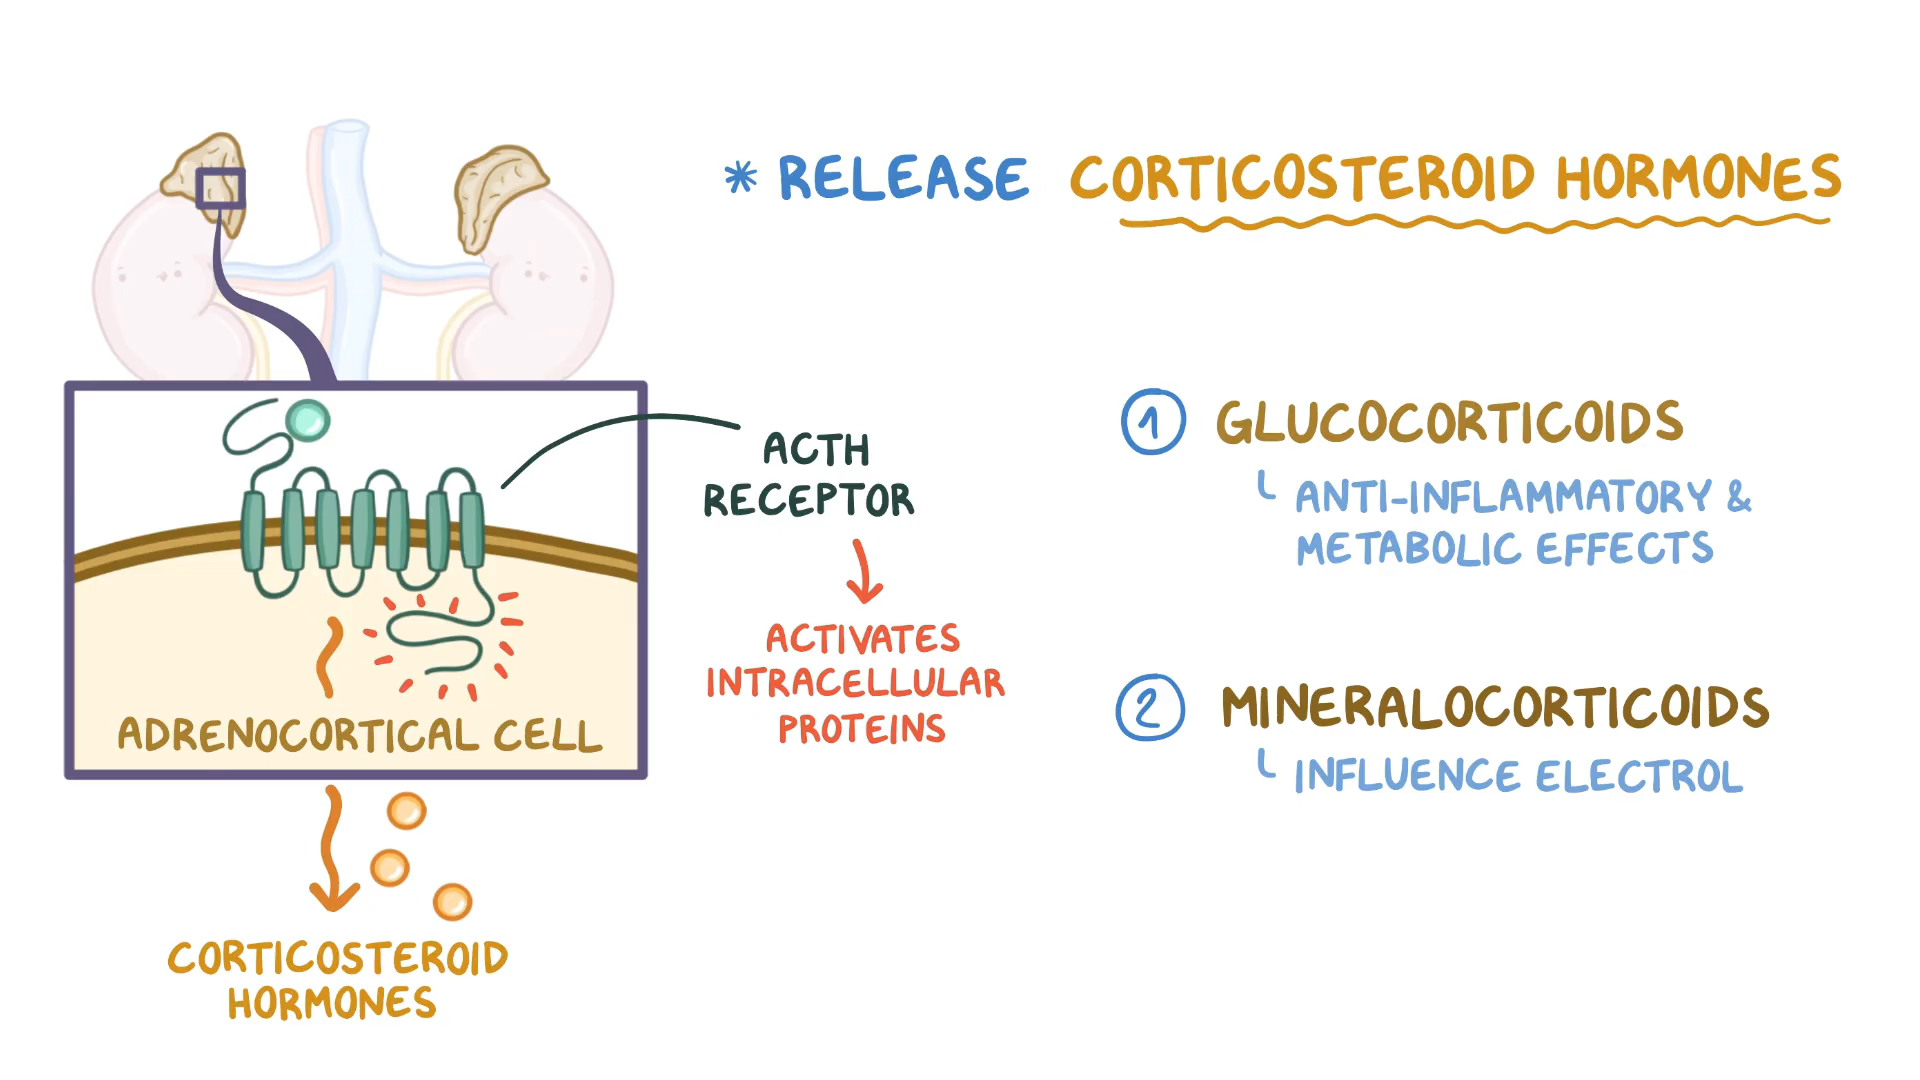 * RELEASE CORTICOSTEROID HORMONES
ACTH
RECEPTOR
ACTIVATES
INTRACELLULAR
PROTEINS
ADRENOCORTICAL CELL
CORTICOSTEROID
HORMONES
1 GLUCOCORTICOIDS
ANTI-INFLAMMATORY &
METABOLIC EFFECTS
2 MINERALOCORTICOIDS
INFLUENCE ELECTROL